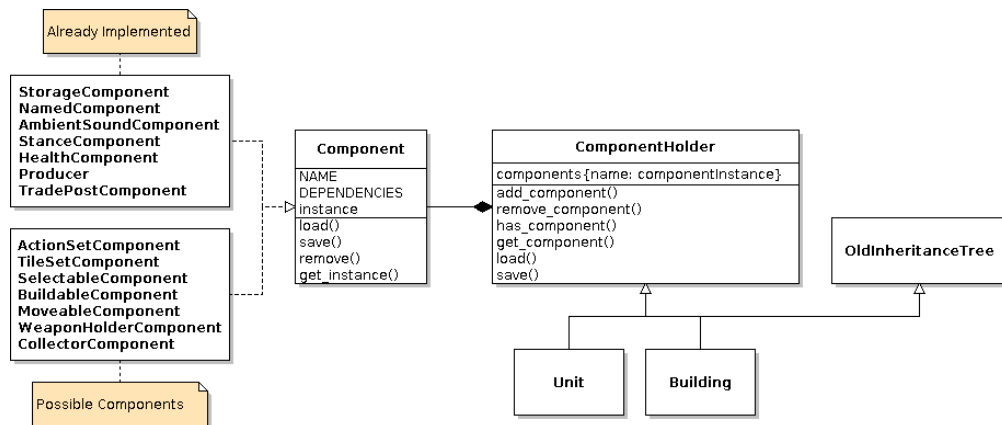 Already Implemented
StorageComponent
NamedComponent
AmbientSoundComponent
StanceComponent
HealthComponent
Producer
TradePostComponent
ActionSetComponent
TileSetComponent
SelectableComponent
BuildableComponent
MoveableComponent
WeaponHolderComponent
CollectorComponent
Possible Components
Component
NAME
DEPENDENCIES
instance
load()
save()
remove()
get_instance()
ComponentHolder
components{name: componentInstance}
add_component()
remove_component()
has_component()
get_component()
load()
save()
OldInheritanceTree
Unit
Building